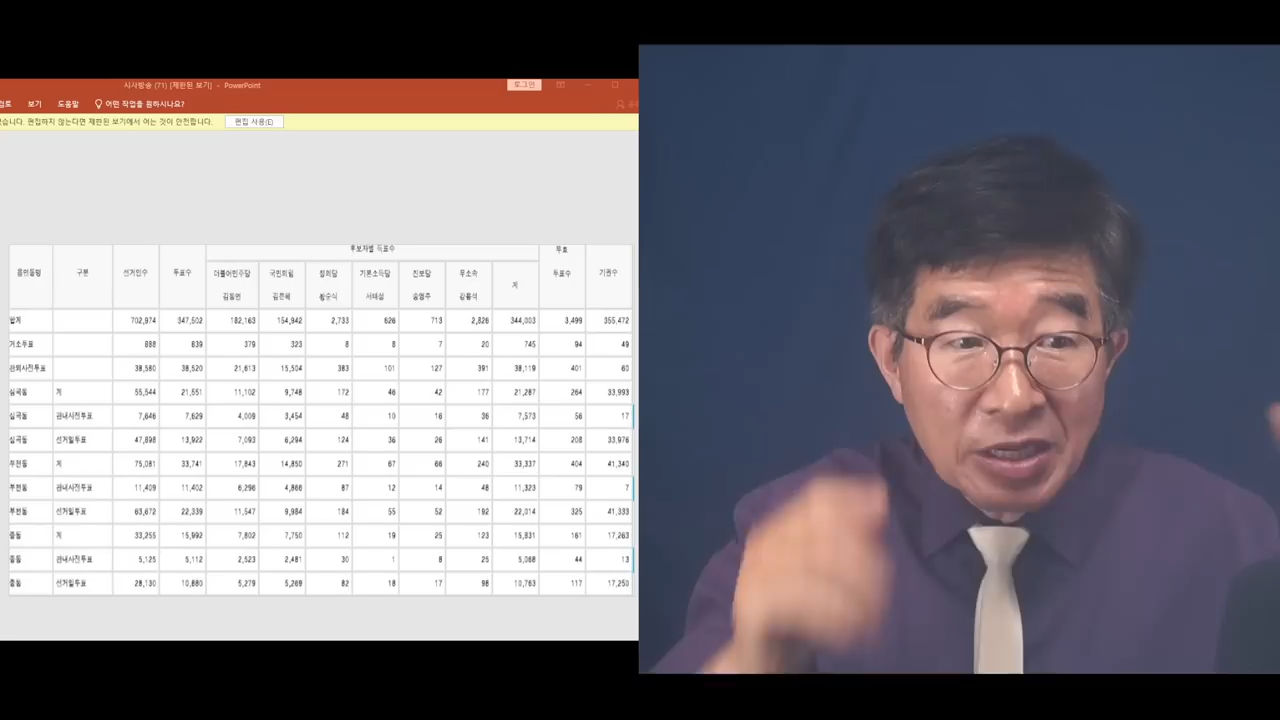 시사방송 (71) [제한된 보기] - PowerPoint
로그인
검토 보기 도움말 어떤 작업을 원하시나요?
습니다. 편집하지 않는다면 제한된 보기에서 여는 것이 안전합니다. 편집 사용(E)
후보자별 득표수
읍면동명 구분 선거인수 투표수 더불어민주당 국민의힘 정의당 기본소득당 진보당 무소속 계 무효 투표수 기권수
김동연 김은혜 황순식 서태성 송영주 강용석
합계 702,974 347,502 182,163 154,942 2,733 626 713 2,826 344,003 3,499 355,472
거소투표 888 839 379 323 8 8 7 20 745 94 49
관외사전투표 38,580 38,520 21,613 15,504 383 101 127 391 38,119 401 60
심곡동 계 55,544 21,551 11,102 9,748 172 46 42 177 21,287 264 33,993
심곡동 관내사전투표 7,646 7,629 4,009 3,454 48 10 16 36 7,573 56 17
심곡동 선거일투표 47,898 13,922 7,093 6,294 124 36 26 141 13,714 208 33,976
부천동 계 75,081 33,741 17,843 14,850 271 67 66 240 33,337 404 41,340
부천동 관내사전투표 11,409 11,402 6,296 4,866 87 12 14 48 11,323 79 7
부천동 선거일투표 63,672 22,339 11,547 9,984 184 55 52 192 22,014 325 41,333
중동 계 33,255 15,992 7,802 7,750 112 19 25 123 15,831 161 17,263
중동 관내사전투표 5,125 5,112 2,523 2,481 30 1 8 25 5,068 44 13
중동 선거일투표 28,130 10,880 5,279 5,269 82 18 17 98 10,763 117 17,250